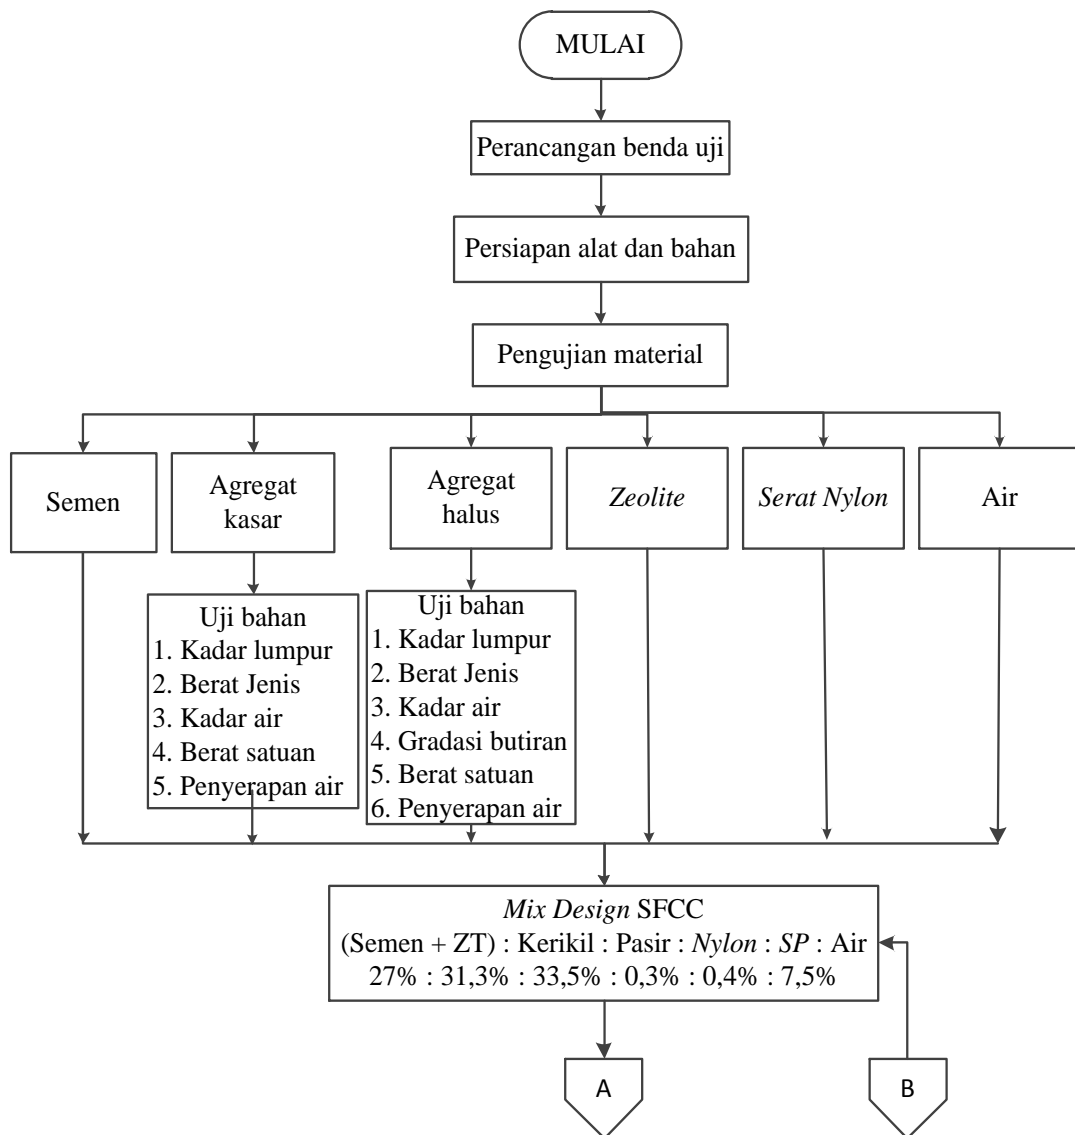 MULAI
Perancangan benda uji
Persiapan alat dan bahan
Pengujian material
Semen
Agregat
kasar
Agregat
halus
Zeolite
Serat Nylon
Air
Uji bahan
1. Kadar lumpur
2. Berat Jenis
3. Kadar air
4. Berat satuan
5. Penyerapan air
Uji bahan
1. Kadar lumpur
2. Berat Jenis
3. Kadar air
4. Gradasi butiran
5. Berat satuan
6. Penyerapan air
Mix Design SFCC
(Semen + ZT) : Kerikil : Pasir : Nylon : SP : Air
27% : 31,3% : 33,5% : 0,3% : 0,4% : 7,5%
A
B